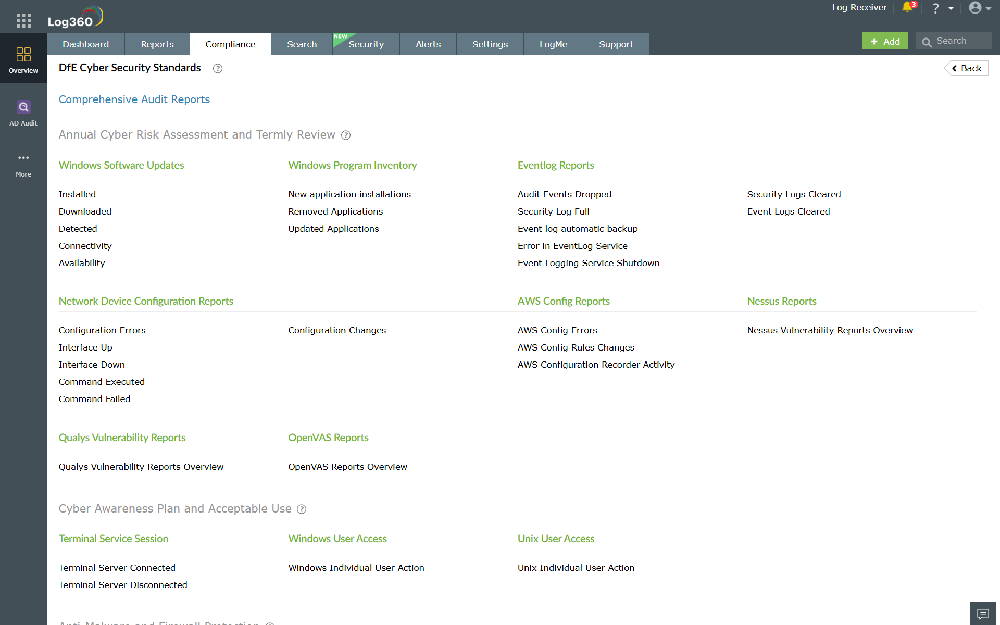 Log360
Log Receiver
3
?
Dashboard
Reports
Compliance
Search
NEW
Security
Alerts
Settings
LogMe
Support
+ Add
Search
Overview
AD Audit
More
DfE Cyber Security Standards ?
Back
Comprehensive Audit Reports
Annual Cyber Risk Assessment and Termly Review ?
Windows Software Updates
Installed
Downloaded
Detected
Connectivity
Availability
Windows Program Inventory
New application installations
Removed Applications
Updated Applications
Eventlog Reports
Audit Events Dropped
Security Log Full
Event log automatic backup
Error in EventLog Service
Event Logging Service Shutdown
Security Logs Cleared
Event Logs Cleared
Network Device Configuration Reports
Configuration Errors
Interface Up
Interface Down
Command Executed
Command Failed
Configuration Changes
AWS Config Reports
AWS Config Errors
AWS Config Rules Changes
AWS Configuration Recorder Activity
Nessus Reports
Nessus Vulnerability Reports Overview
Qualys Vulnerability Reports
Qualys Vulnerability Reports Overview
OpenVAS Reports
OpenVAS Reports Overview
Cyber Awareness Plan and Acceptable Use ?
Terminal Service Session
Terminal Server Connected
Terminal Server Disconnected
Windows User Access
Windows Individual User Action
Unix User Access
Unix Individual User Action
Anti-Malware and Firewall Protection ?